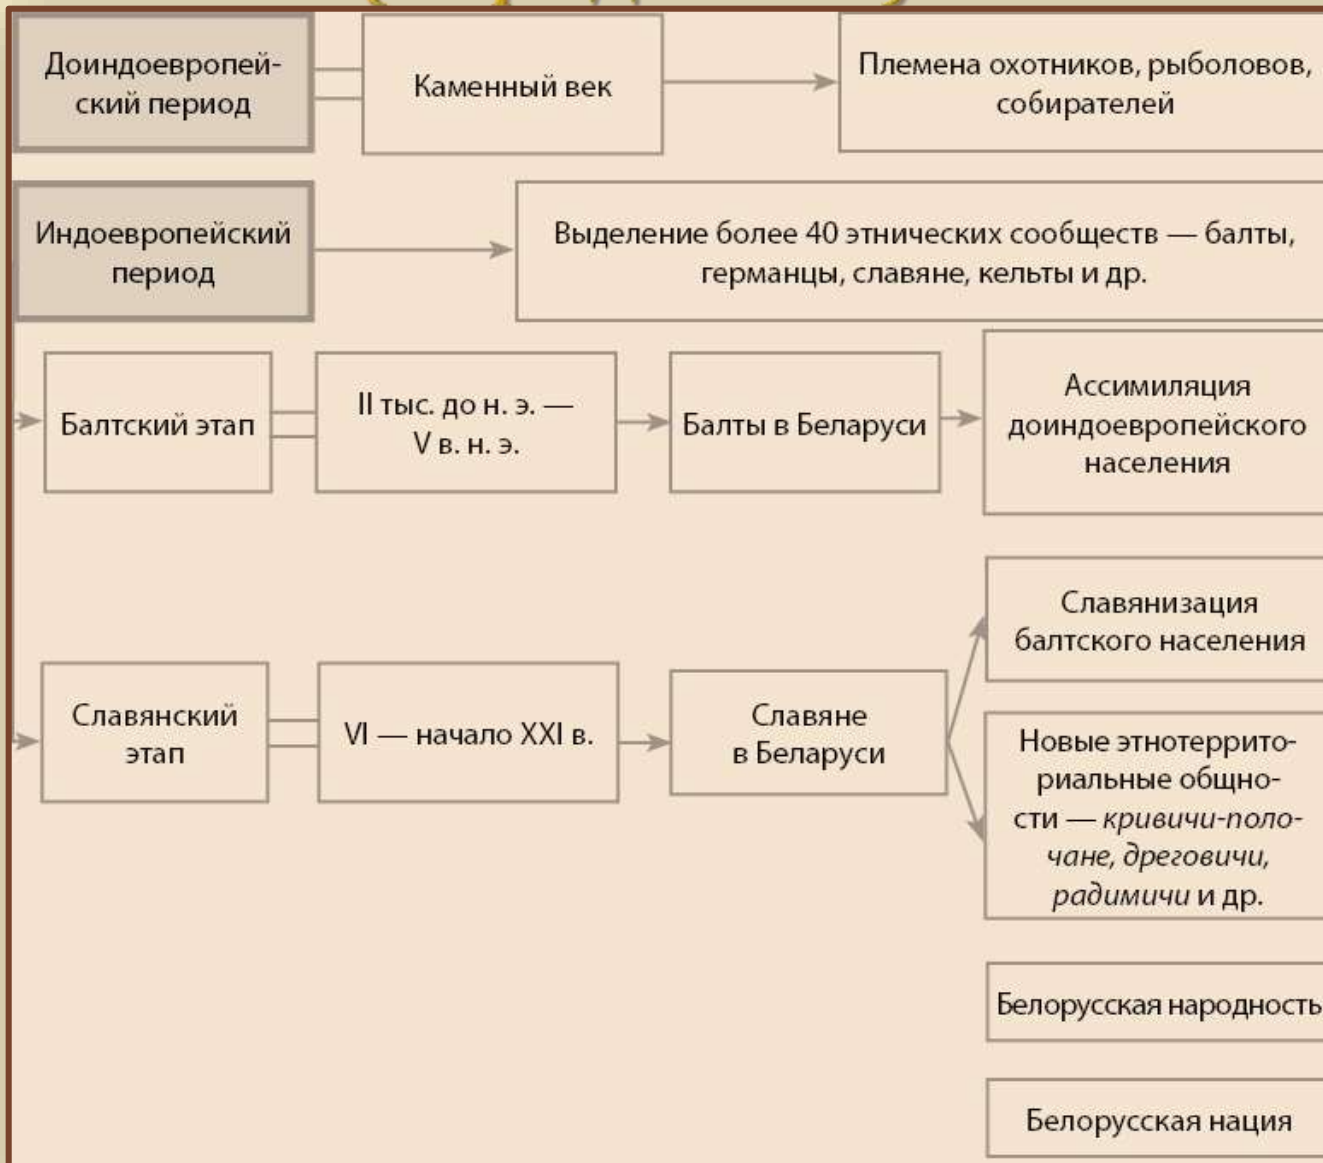 Доиндоевропей-
ский период
Каменный век
Племена охотников, рыболовов,
собирателей
Индоевропейский
период
Выделение более 40 этнических сообществ — балты,
германцы, славяне, кельты и др.
Балтский этап
II тыс. до н. э. —
V в. н. э.
Балты в Беларуси
Ассимиляция
доиндоевропейского
населения
Славянский
этап
VI — начало XXI в.
Славяне
в Беларуси
Славянизация
балтского населения
Новые этнотеррито-
риальные общно-
сти — кривичи-поло-
чане, дреговичи,
радимичи и др.
Белорусская народность
Белорусская нация